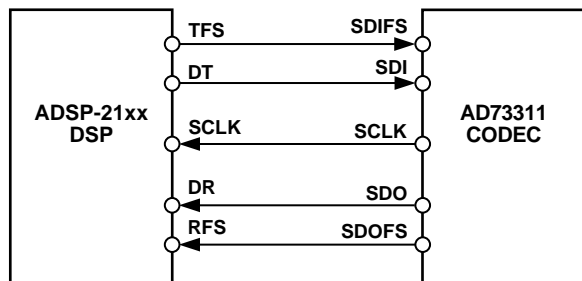 TFS SDIFS
DT SDI
ADSP-21xx
DSP
AD73311
CODEC
SCLK SCLK
DR SDO
RFS SDOFS